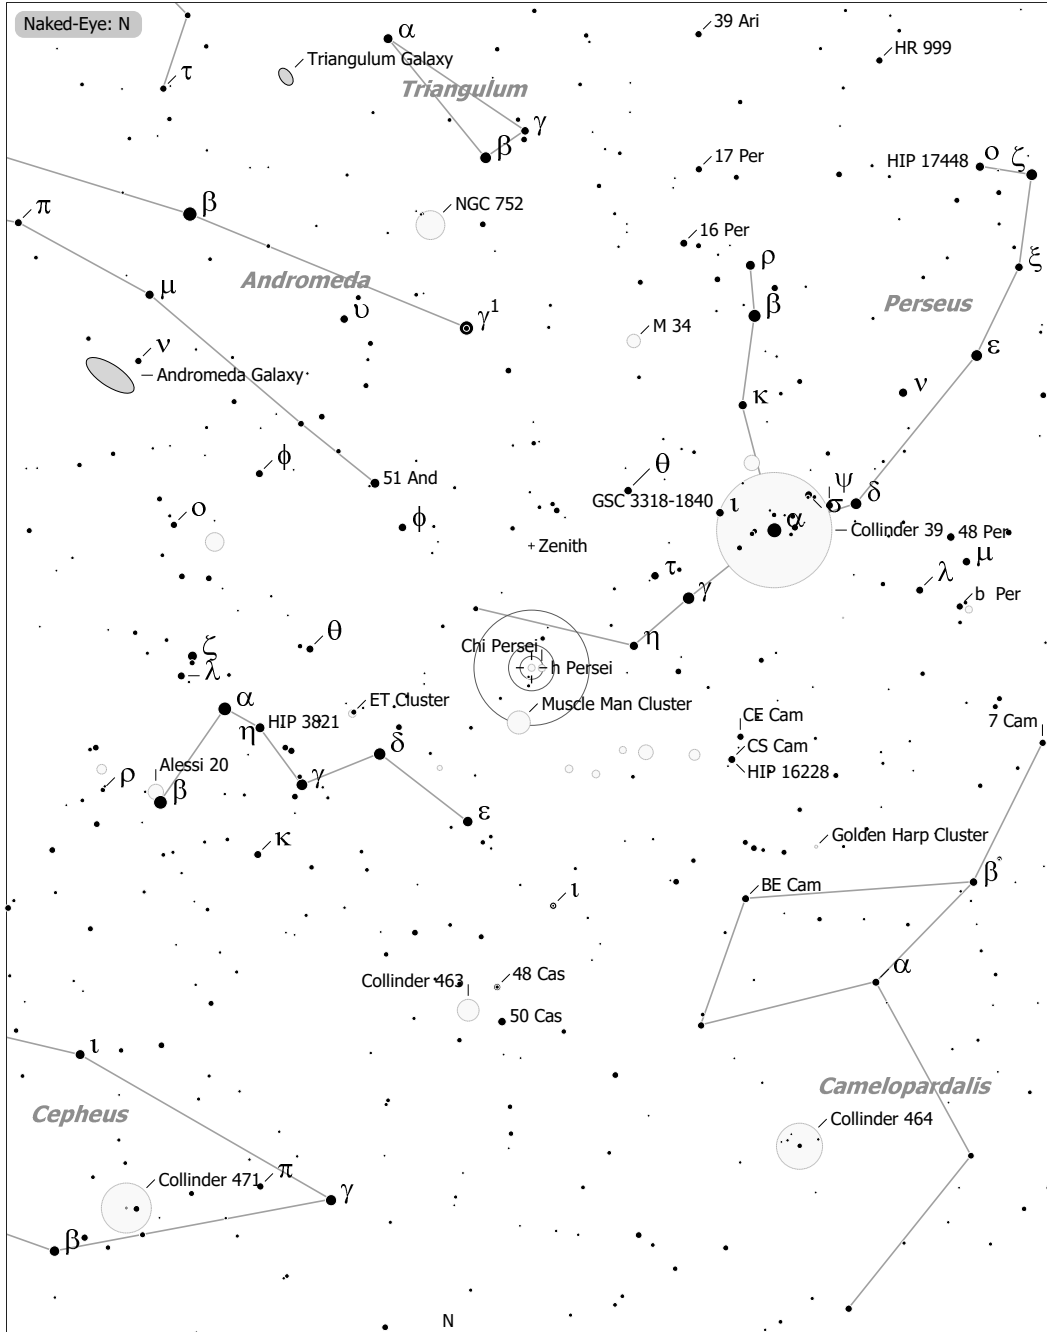 Naked-Eye: N
α
39 Ari
HR 999
Triangulum Galaxy
τ
Triangulum
γ
β
17 Per
HIP 17448
ο
ζ
NGC 752
β
π
16 Per
ρ
ξ
Andromeda
μ
υ
γ¹
β
Perseus
M 34
ν
Andromeda Galaxy
ε
ν
κ
φ
51 And
θ
GSC 3318-1840
ι
ψ
σ
δ
ο
φ
α
Collinder 39
48 Per
Zenith
μ
τ
γ
λ
b Per
θ
η
ζ
λ
Chi Persei
h Persei
α
ET Cluster
Muscle Man Cluster
HIP 3821
η
δ
CE Cam
7 Cam
CS Cam
HIP 16228
Alessi 20
ρ
β
γ
ε
κ
Golden Harp Cluster
β
BE Cam
ι
α
Collinder 463
48 Cas
50 Cas
ι
Cepheus
Camelopardalis
Collinder 464
π
Collinder 471
γ
β
N